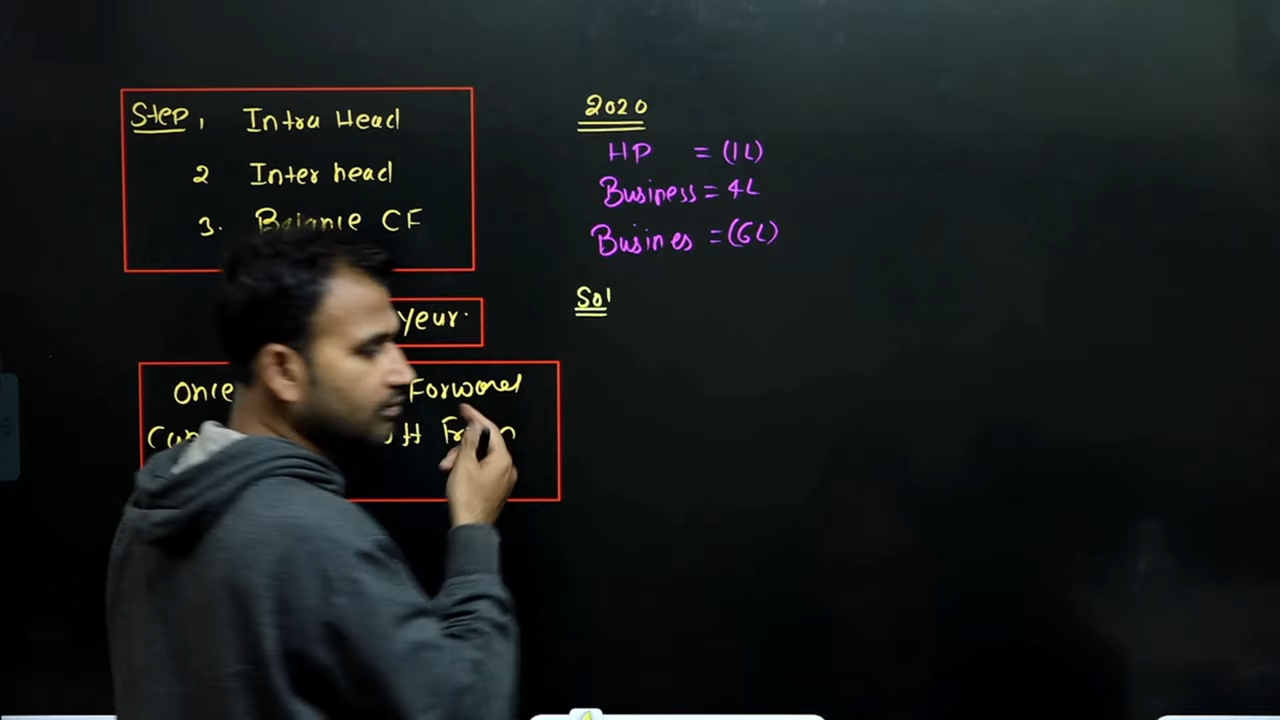 Step 1 Intra Head
2 Inter head
3. Balance CF
year.
Once Forward
From
2020
HP = (1L)
Business = 4L
Busines = (6L)
Sol